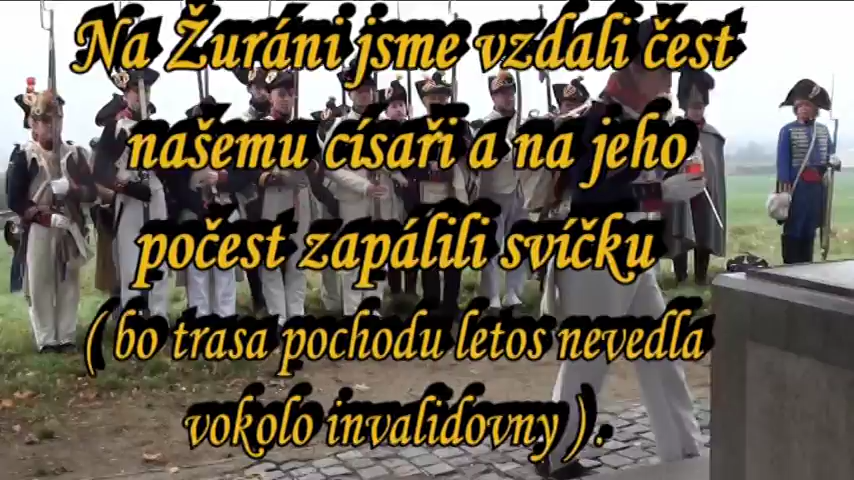 Na Žuráni jsme vzdali čest
našemu císaři a na jeho
počest zapálili svíčku
( bo trasa pochodu letos nevedla
vokolo invalidovny ) .